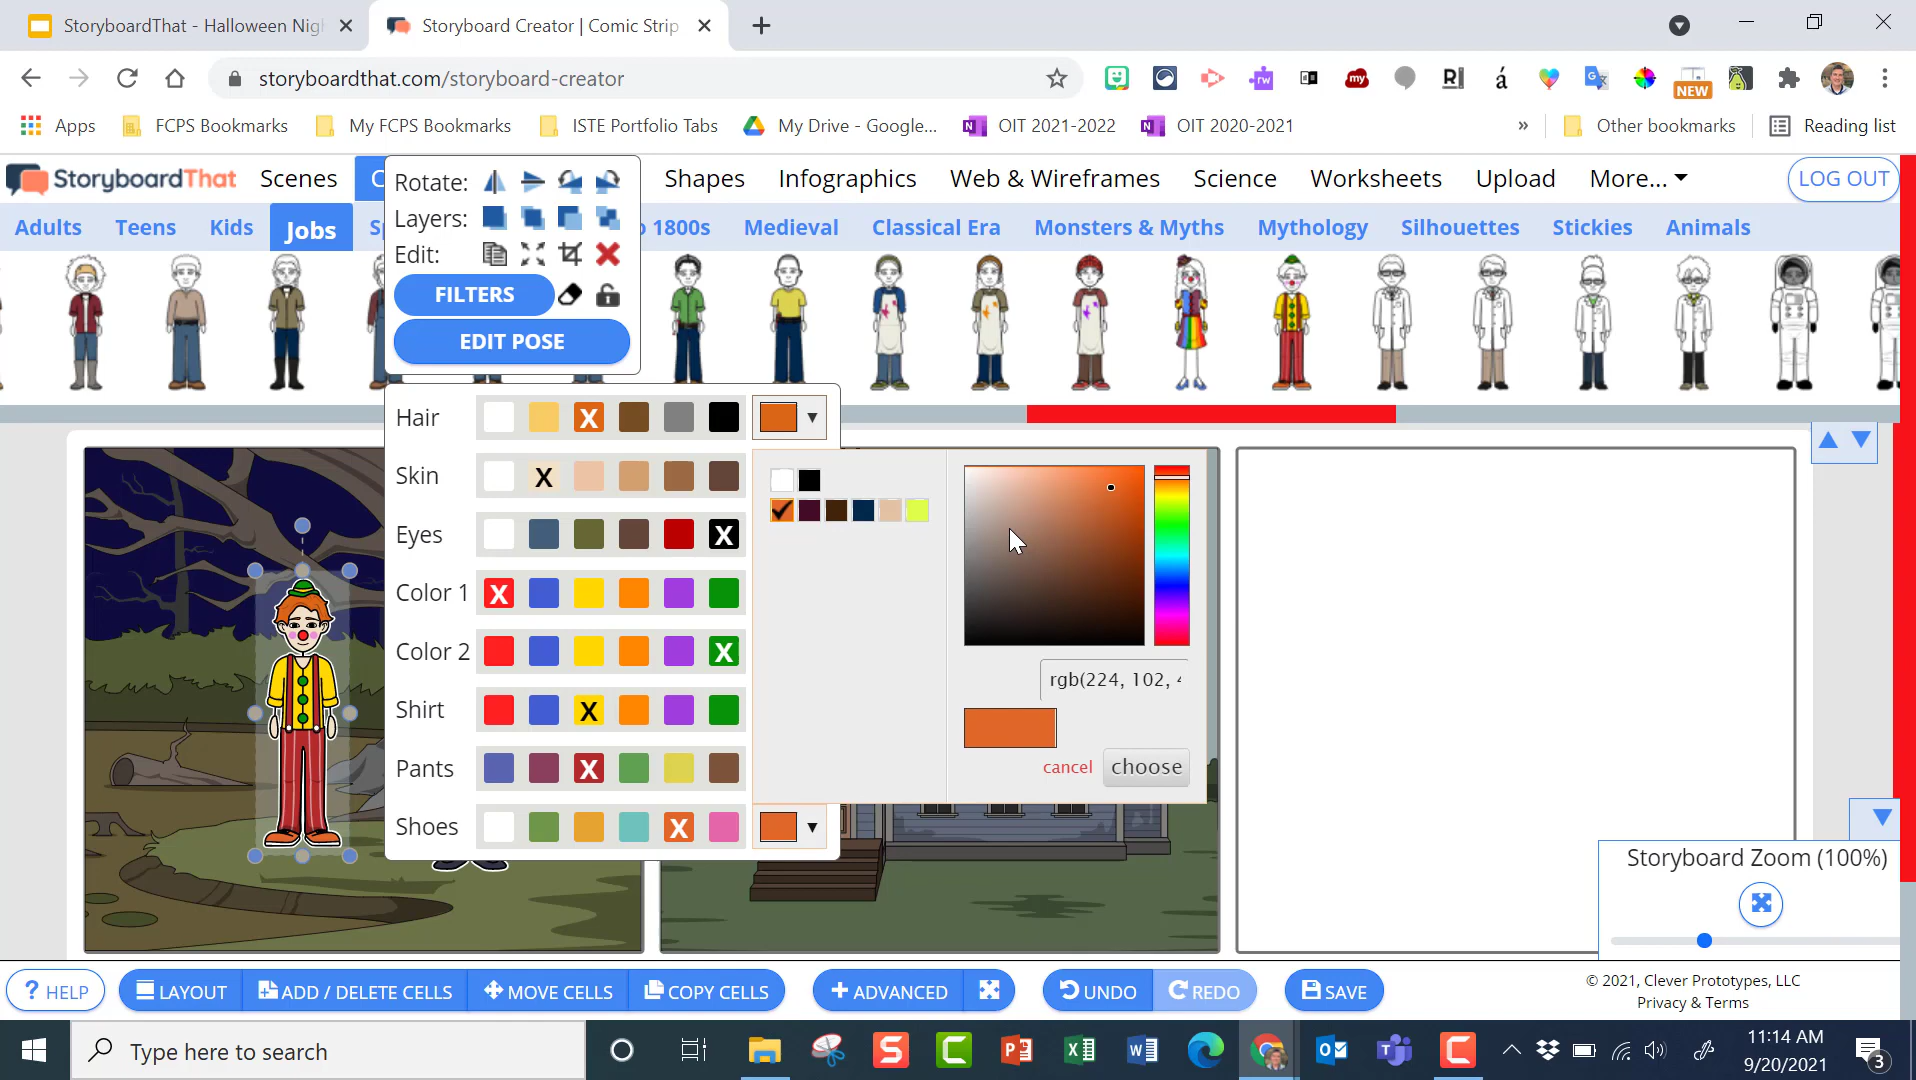 StoryboardThat - Halloween Nigh
Storyboard Creator | Comic Strip
storyboardthat.com/storyboard-creator
NEW
Apps
FCPS Bookmarks
My FCPS Bookmarks
ISTE Portfolio Tabs
My Drive - Google...
OIT 2021-2022
OIT 2020-2021
»
Other bookmarks
Reading list
StoryboardThat
Scenes
C
Shapes
Infographics
Web & Wireframes
Science
Worksheets
Upload
More...
LOG OUT
Adults
Teens
Kids
Jobs
Sp
o 1800s
Medieval
Classical Era
Monsters & Myths
Mythology
Silhouettes
Stickies
Animals
Rotate:
Layers:
Edit:
FILTERS
EDIT POSE
Hair X
Skin X
Eyes X
Color 1 X
Color 2 X
Shirt X
Pants X
Shoes X
rgb(224, 102, 4
cancel choose
Storyboard Zoom (100%)
? HELP
LAYOUT
ADD / DELETE CELLS
MOVE CELLS
COPY CELLS
+ ADVANCED
UNDO
REDO
SAVE
© 2021, Clever Prototypes, LLC
Privacy & Terms
Type here to search
11:14 AM
9/20/2021
3